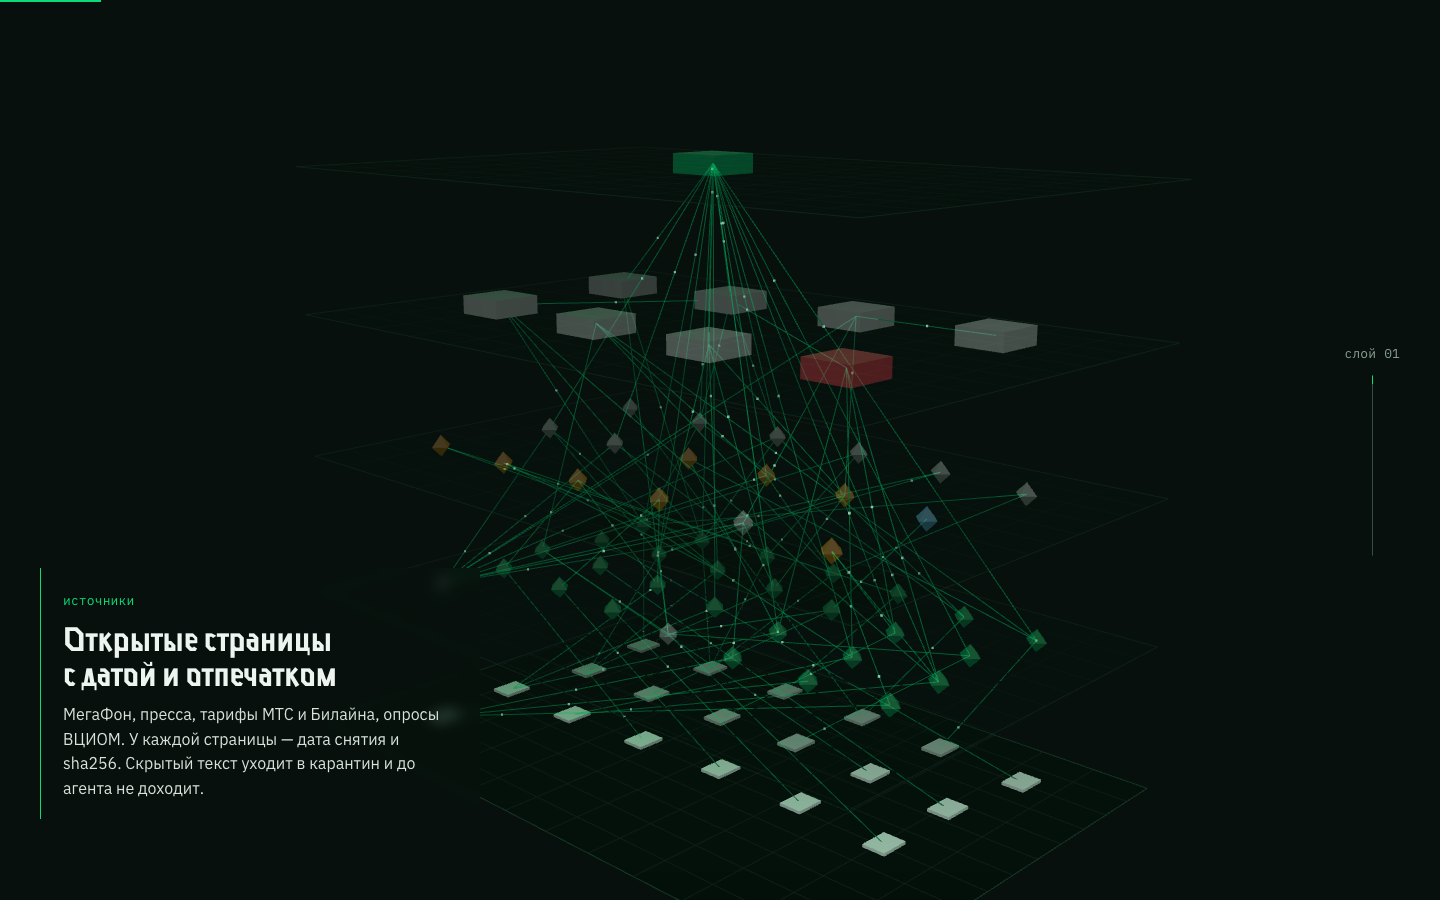 слой 01
источники
Открытые страницы
с датой и отпечатком
МегаФон, пресса, тарифы МТС и Билайна, опросы
ВЦИОМ. У каждой страницы — дата снятия и
sha256. Скрытый текст уходит в карантин и до
агента не доходит.